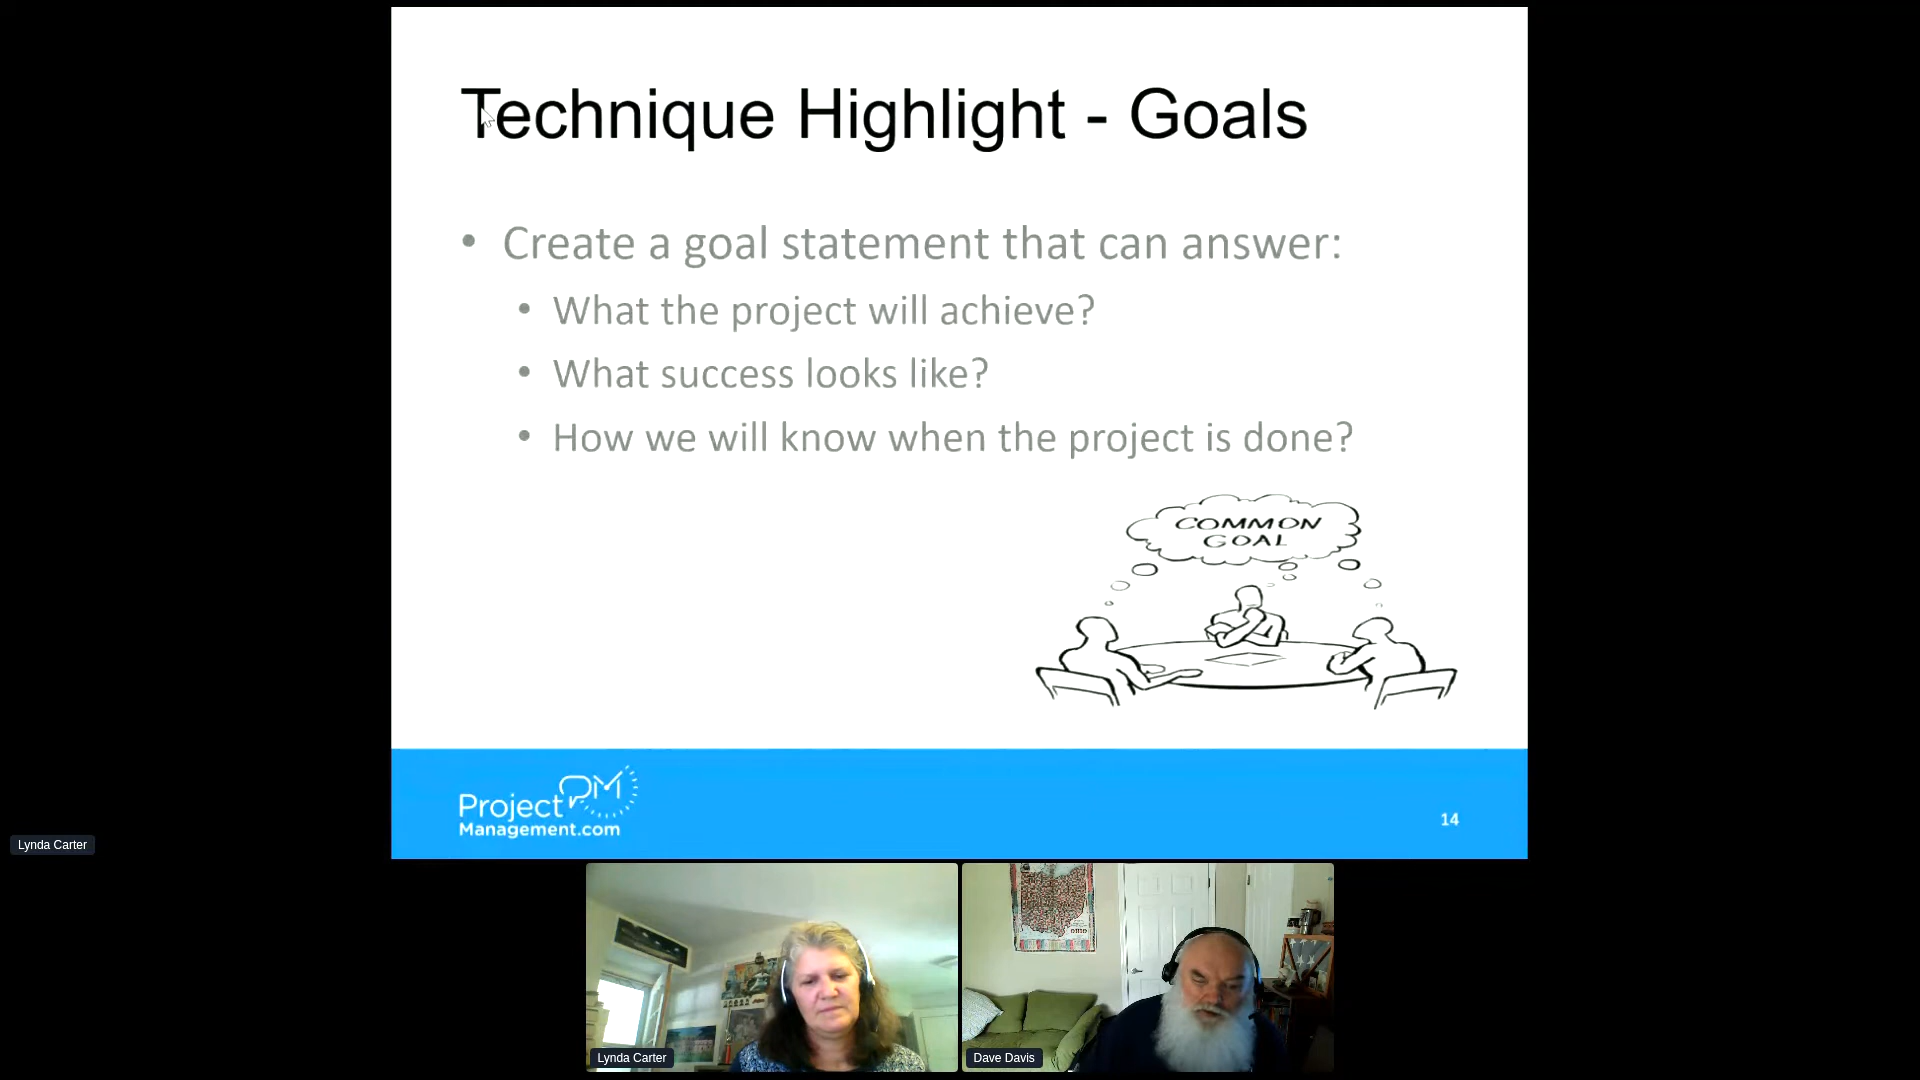 Technique Highlight - Goals
• Create a goal statement that can answer:
• What the project will achieve?
• What success looks like?
• How we will know when the project is done?
COMMON
GOAL
Project PM
Management.com
14
Lynda Carter
OHIO
Lynda Carter
Dave Davis